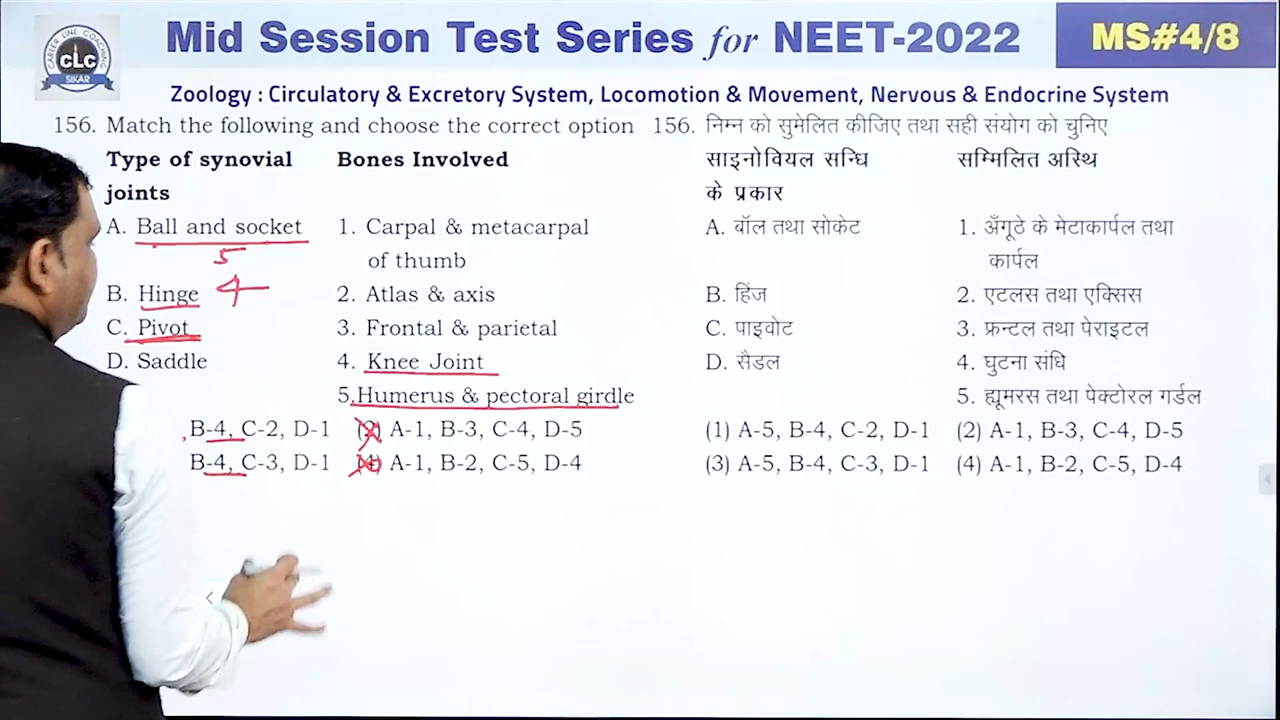 Mid Session Test Series for NEET-2022
MS#4/8
CAREER LINE COACHING
CLC
SIKAR
Zoology : Circulatory & Excretory System, Locomotion & Movement, Nervous & Endocrine System
156. Match the following and choose the correct option
Type of synovial joints Bones Involved
A. Ball and socket 1. Carpal & metacarpal
5 of thumb
B. Hinge 4 2. Atlas & axis
C. Pivot 3. Frontal & parietal
D. Saddle 4. Knee Joint
5. Humerus & pectoral girdle
B-4, C-2, D-1 (2) A-1, B-3, C-4, D-5
B-4, C-3, D-1 (4) A-1, B-2, C-5, D-4
156. निम्न को सुमेलित कीजिए तथा सही संयोग को चुनिए
साइनोवियल सन्धि सम्मिलित अस्थि
के प्रकार
A. बॉल तथा सोकेट 1. अँगूठे के मेटाकार्पल तथा
कार्पल
B. हिंज 2. एटलस तथा एक्सिस
C. पाइवोट 3. फ्रन्टल तथा पेराइटल
D. सैडल 4. घुटना संधि
5. ह्यूमरस तथा पेक्टोरल गर्डल
(1) A-5, B-4, C-2, D-1 (2) A-1, B-3, C-4, D-5
(3) A-5, B-4, C-3, D-1 (4) A-1, B-2, C-5, D-4